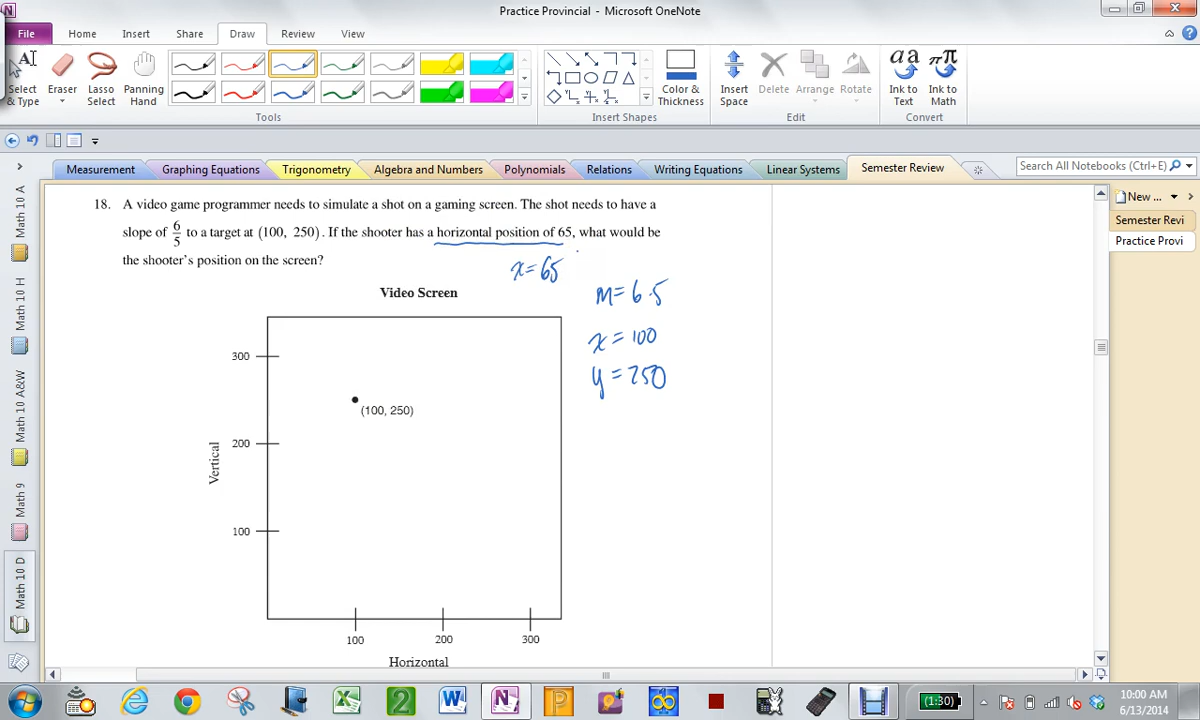 Practice Provincial - Microsoft OneNote
File Home Insert Share Draw Review View
Select & Type
Eraser
Lasso Select
Panning Hand
Color & Thickness
Insert Space
Delete
Arrange
Rotate
Ink to Text
Ink to Math
Tools
Insert Shapes
Edit
Convert
Measurement Graphing Equations Trigonometry Algebra and Numbers Polynomials Relations Writing Equations Linear Systems Semester Review
Search All Notebooks (Ctrl+E)
New ...
Semester Revi
Practice Provi
Math 10 A
Math 10 H
Math 10 A&W
Math 9
Math 10 D
18. A video game programmer needs to simulate a shot on a gaming screen. The shot needs to have a
slope of 6/5 to a target at (100, 250). If the shooter has a horizontal position of 65, what would be
the shooter's position on the screen?
x=65
m=6.5
x=100
y=250
Video Screen
300
(100, 250)
200
Vertical
100
100 200 300
Horizontal
(1:30)
10:00 AM
6/13/2014